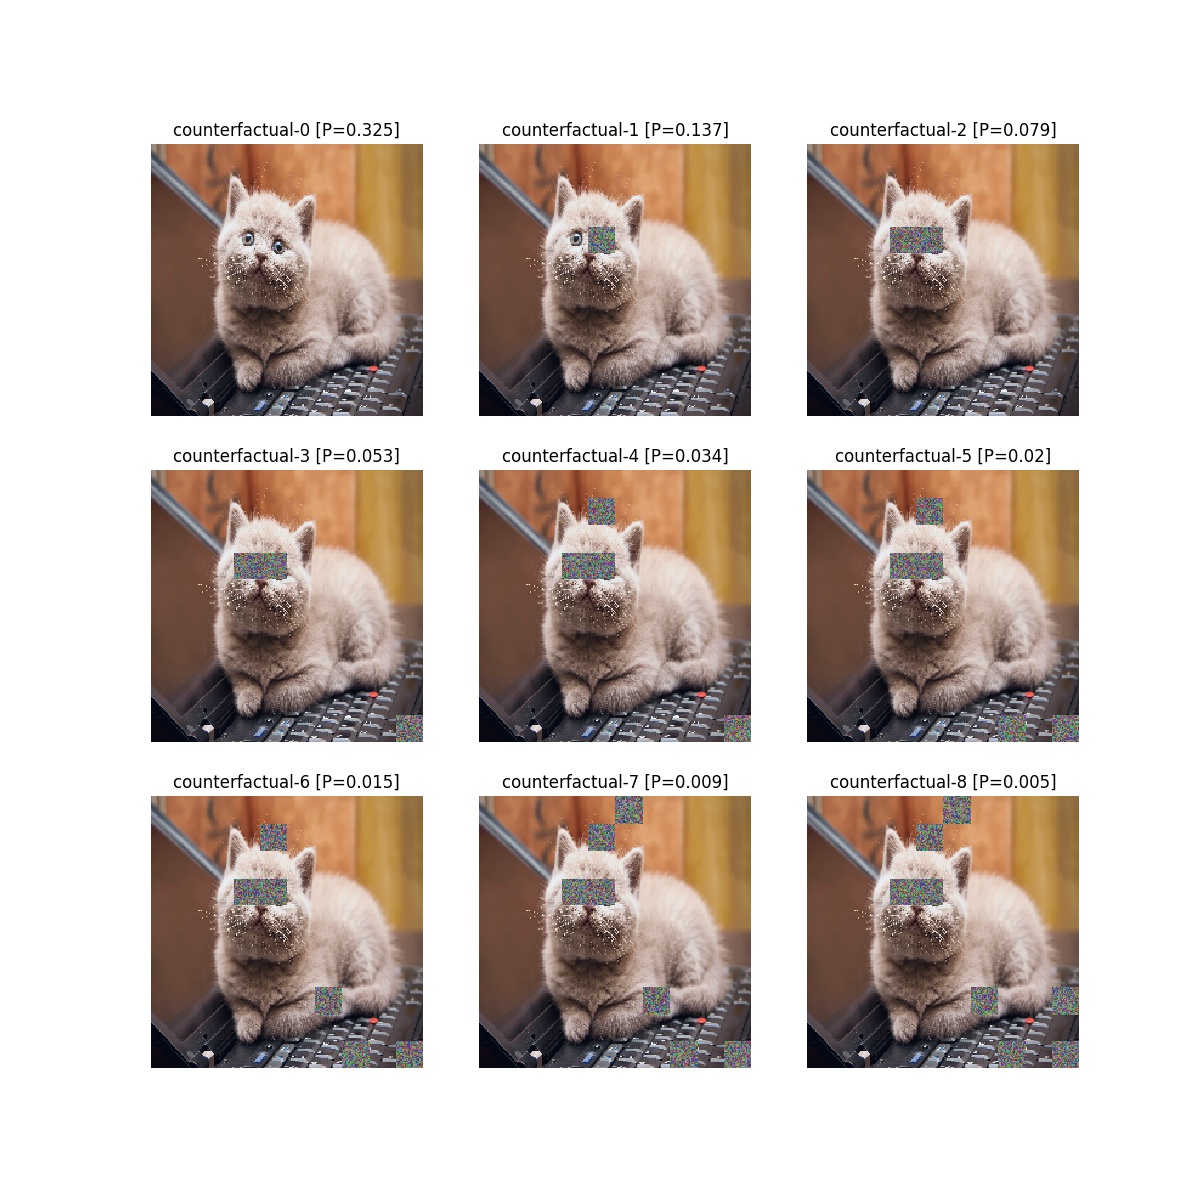 counterfactual-0 [P=0.325]
counterfactual-1 [P=0.137]
counterfactual-2 [P=0.079]
counterfactual-3 [P=0.053]
counterfactual-4 [P=0.034]
counterfactual-5 [P=0.02]
counterfactual-6 [P=0.015]
counterfactual-7 [P=0.009]
counterfactual-8 [P=0.005]